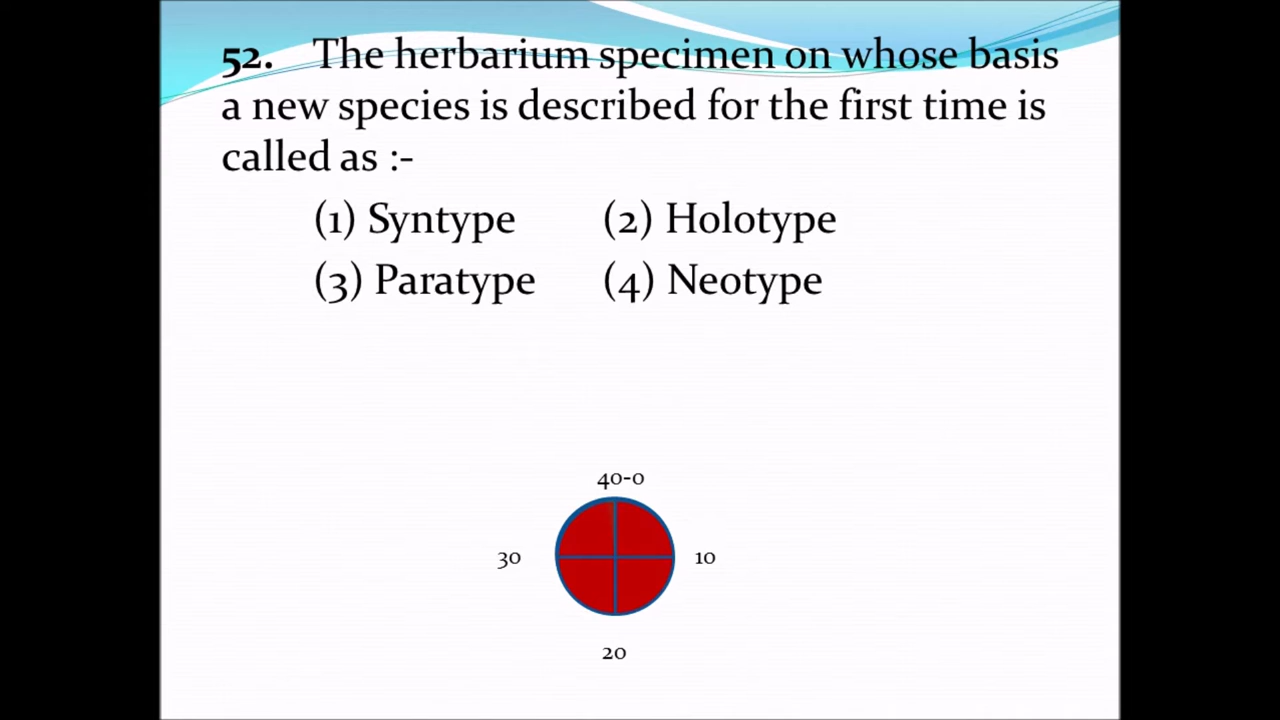 52. The herbarium specimen on whose basis
a new species is described for the first time is
called as :-
(1) Syntype (2) Holotype
(3) Paratype (4) Neotype
40-0
30 10
20